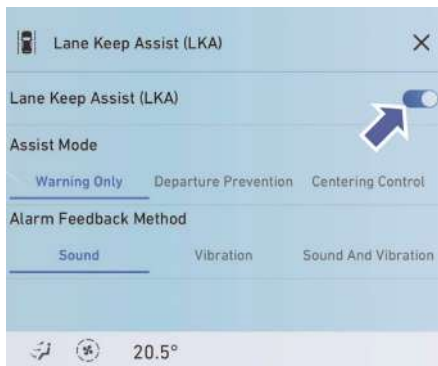 Lane Keep Assist (LKA)
Lane Keep Assist (LKA)
Assist Mode
Warning Only Departure Prevention Centering Control
Alarm Feedback Method
Sound Vibration Sound And Vibration
20.5°